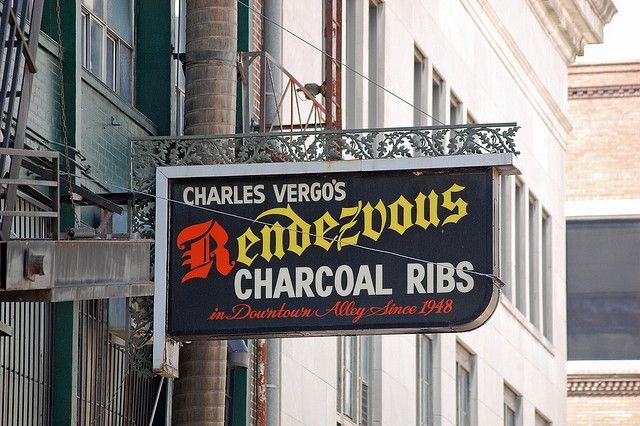 CHARLES VERGO'S
Rendezvous
CHARCOAL RIBS
in Downtown Alley Since 1948